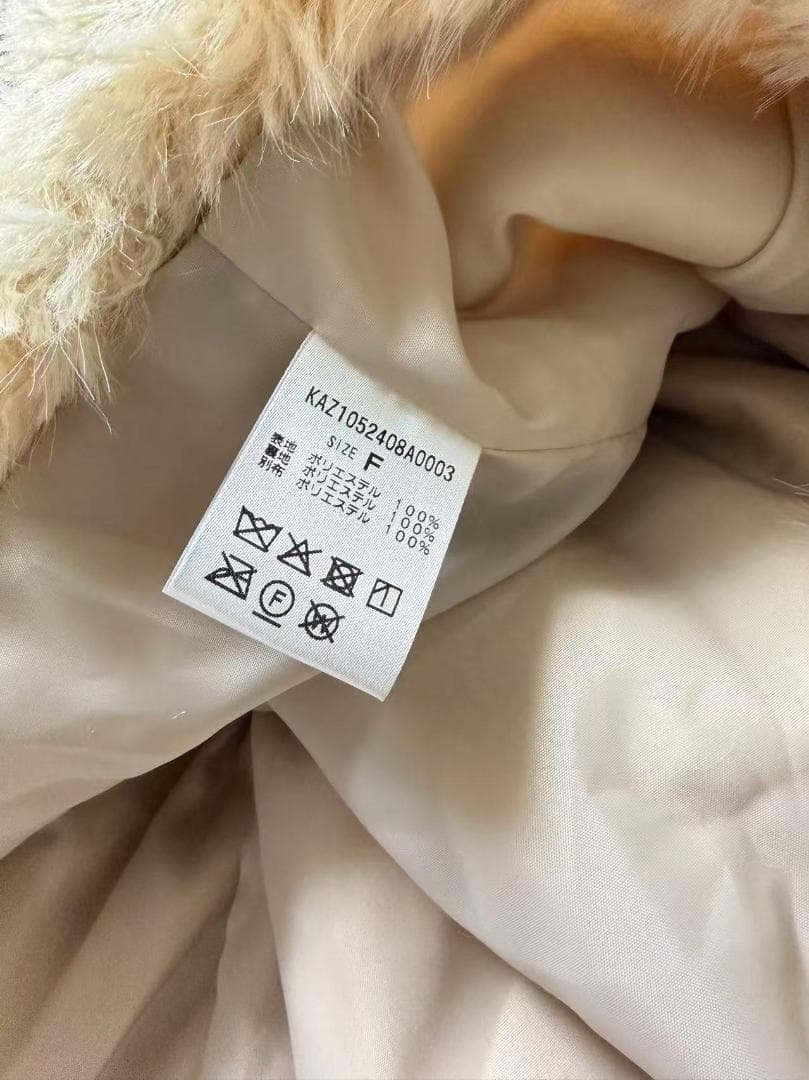 KAZ1052408A0003
SIZE F
表地 ポリエステル 100%
裏地 ポリエステル 100%
別布 ポリエステル 100%
F